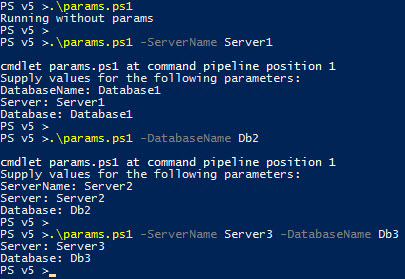 PS v5 >.\params.ps1
Running without params
PS v5 >
PS v5 >.\params.ps1 -ServerName Server1
cmdlet params.ps1 at command pipeline position 1
Supply values for the following parameters:
DatabaseName: Database1
Server: Server1
Database: Database1
PS v5 >
PS v5 >.\params.ps1 -DatabaseName Db2
cmdlet params.ps1 at command pipeline position 1
Supply values for the following parameters:
ServerName: Server2
Server: Server2
Database: Db2
PS v5 >
PS v5 >.\params.ps1 -ServerName Server3 -DatabaseName Db3
Server: Server3
Database: Db3
PS v5 >